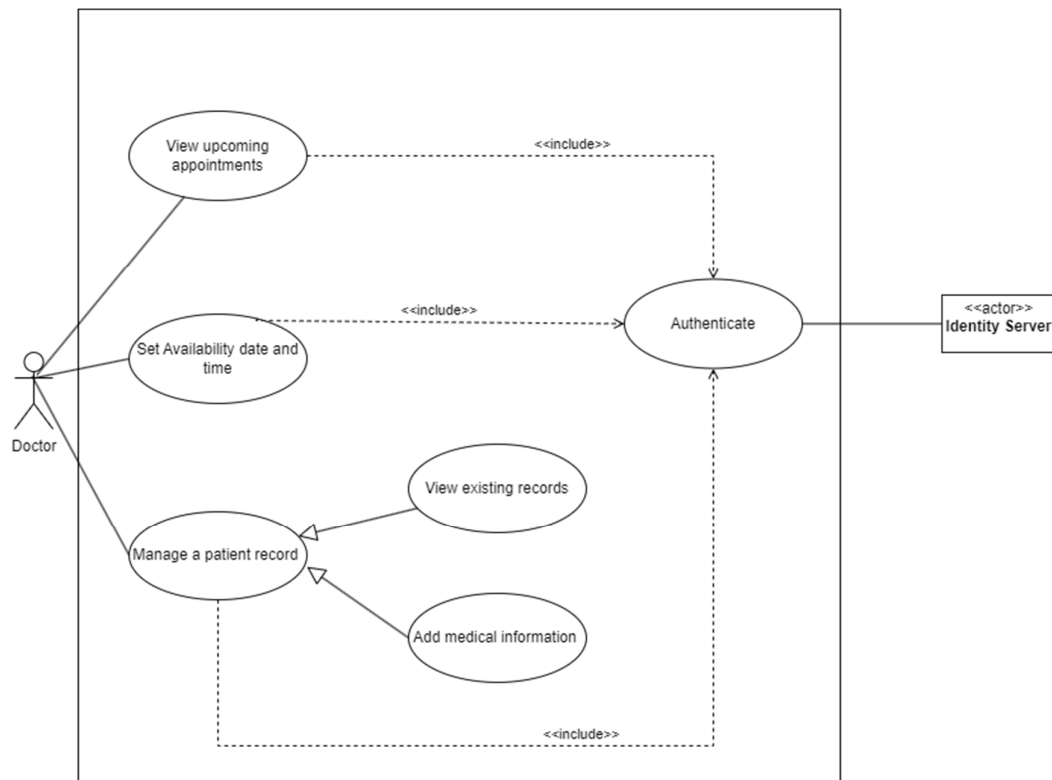 View upcoming
appointments
<<include>>
<<include>>
Set Availability date and
time
Authenticate
<<actor>>
Identity Server
Doctor
View existing records
Manage a patient record
Add medical information
<<include>>